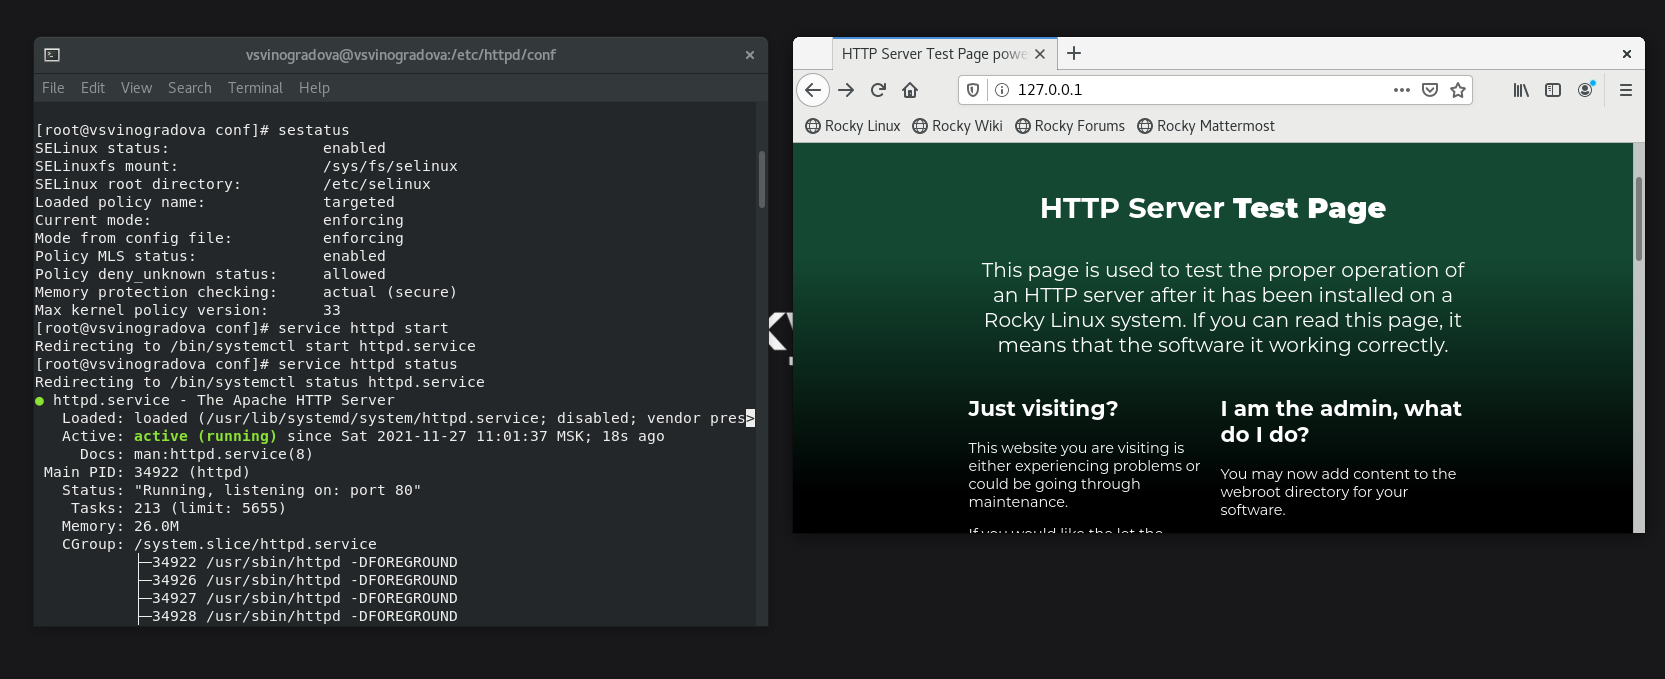 vsvinogradova@vsvinogradova:/etc/httpd/conf
File Edit View Search Terminal Help
[root@vsvinogradova conf]# sestatus
SELinux status:                 enabled
SELinuxfs mount:                /sys/fs/selinux
SELinux root directory:         /etc/selinux
Loaded policy name:             targeted
Current mode:                   enforcing
Mode from config file:          enforcing
Policy MLS status:              enabled
Policy deny_unknown status:     allowed
Memory protection checking:     actual (secure)
Max kernel policy version:      33
[root@vsvinogradova conf]# service httpd start
Redirecting to /bin/systemctl start httpd.service
[root@vsvinogradova conf]# service httpd status
Redirecting to /bin/systemctl status httpd.service
● httpd.service - The Apache HTTP Server
   Loaded: loaded (/usr/lib/systemd/system/httpd.service; disabled; vendor pres>
   Active: active (running) since Sat 2021-11-27 11:01:37 MSK; 18s ago
     Docs: man:httpd.service(8)
 Main PID: 34922 (httpd)
   Status: "Running, listening on: port 80"
    Tasks: 213 (limit: 5655)
   Memory: 26.0M
   CGroup: /system.slice/httpd.service
           ├─34922 /usr/sbin/httpd -DFOREGROUND
           ├─34926 /usr/sbin/httpd -DFOREGROUND
           ├─34927 /usr/sbin/httpd -DFOREGROUND
           ├─34928 /usr/sbin/httpd -DFOREGROUND
HTTP Server Test Page powe
127.0.0.1
Rocky Linux Rocky Wiki Rocky Forums Rocky Mattermost
HTTP Server Test Page
This page is used to test the proper operation of
an HTTP server after it has been installed on a
Rocky Linux system. If you can read this page, it
means that the software it working correctly.
Just visiting?
This website you are visiting is
either experiencing problems or
could be going through
maintenance.
If you would like the let the
I am the admin, what
do I do?
You may now add content to the
webroot directory for your
software.